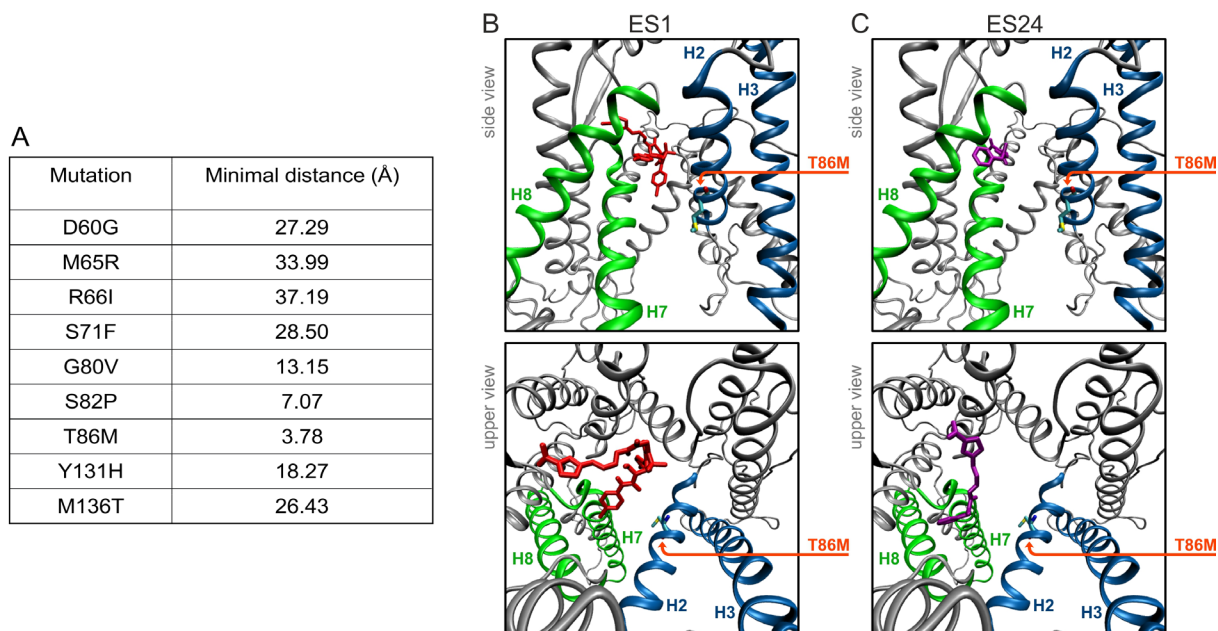 A
Mutation Minimal distance (Å)
D60G 27.29
M65R 33.99
R66I 37.19
S71F 28.50
G80V 13.15
S82P 7.07
T86M 3.78
Y131H 18.27
M136T 26.43
B ES1
side view
H2
H3
T86M
H8
H7
upper view
H7
T86M
H8
H2
H3
C ES24
side view
H2
H3
T86M
H8
H7
upper view
H7
T86M
H8
H2
H3